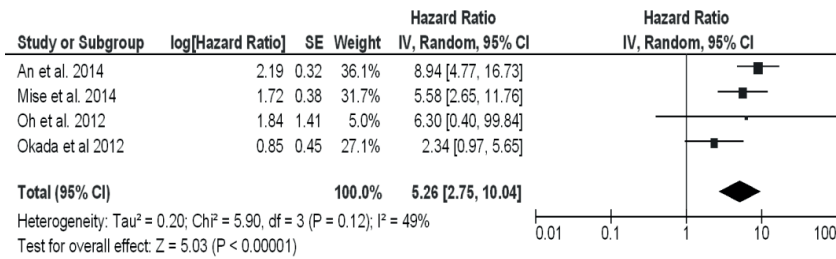 Hazard Ratio Hazard Ratio
Study or Subgroup log[Hazard Ratio] SE Weight IV, Random, 95% CI IV, Random, 95% CI
An et al. 2014 2.19 0.32 36.1% 8.94 [4.77, 16.73]
Mise et al. 2014 1.72 0.38 31.7% 5.58 [2.65, 11.76]
Oh et al. 2012 1.84 1.41 5.0% 6.30 [0.40, 99.84]
Okada et al 2012 0.85 0.45 27.1% 2.34 [0.97, 5.65]
Total (95% CI) 100.0% 5.26 [2.75, 10.04]
Heterogeneity: Tau² = 0.20; Chi² = 5.90, df = 3 (P = 0.12); I² = 49%
Test for overall effect: Z = 5.03 (P < 0.00001)
0.01 0.1 1 10 100